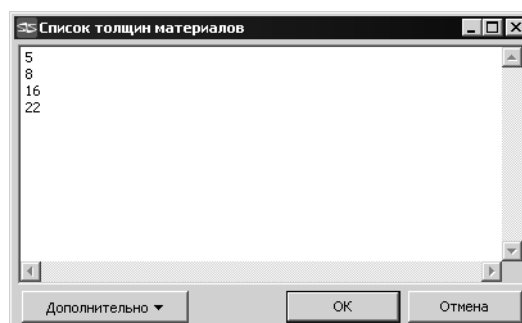 Список толщин материалов
5
8
16
22
Дополнительно
OK
Отмена